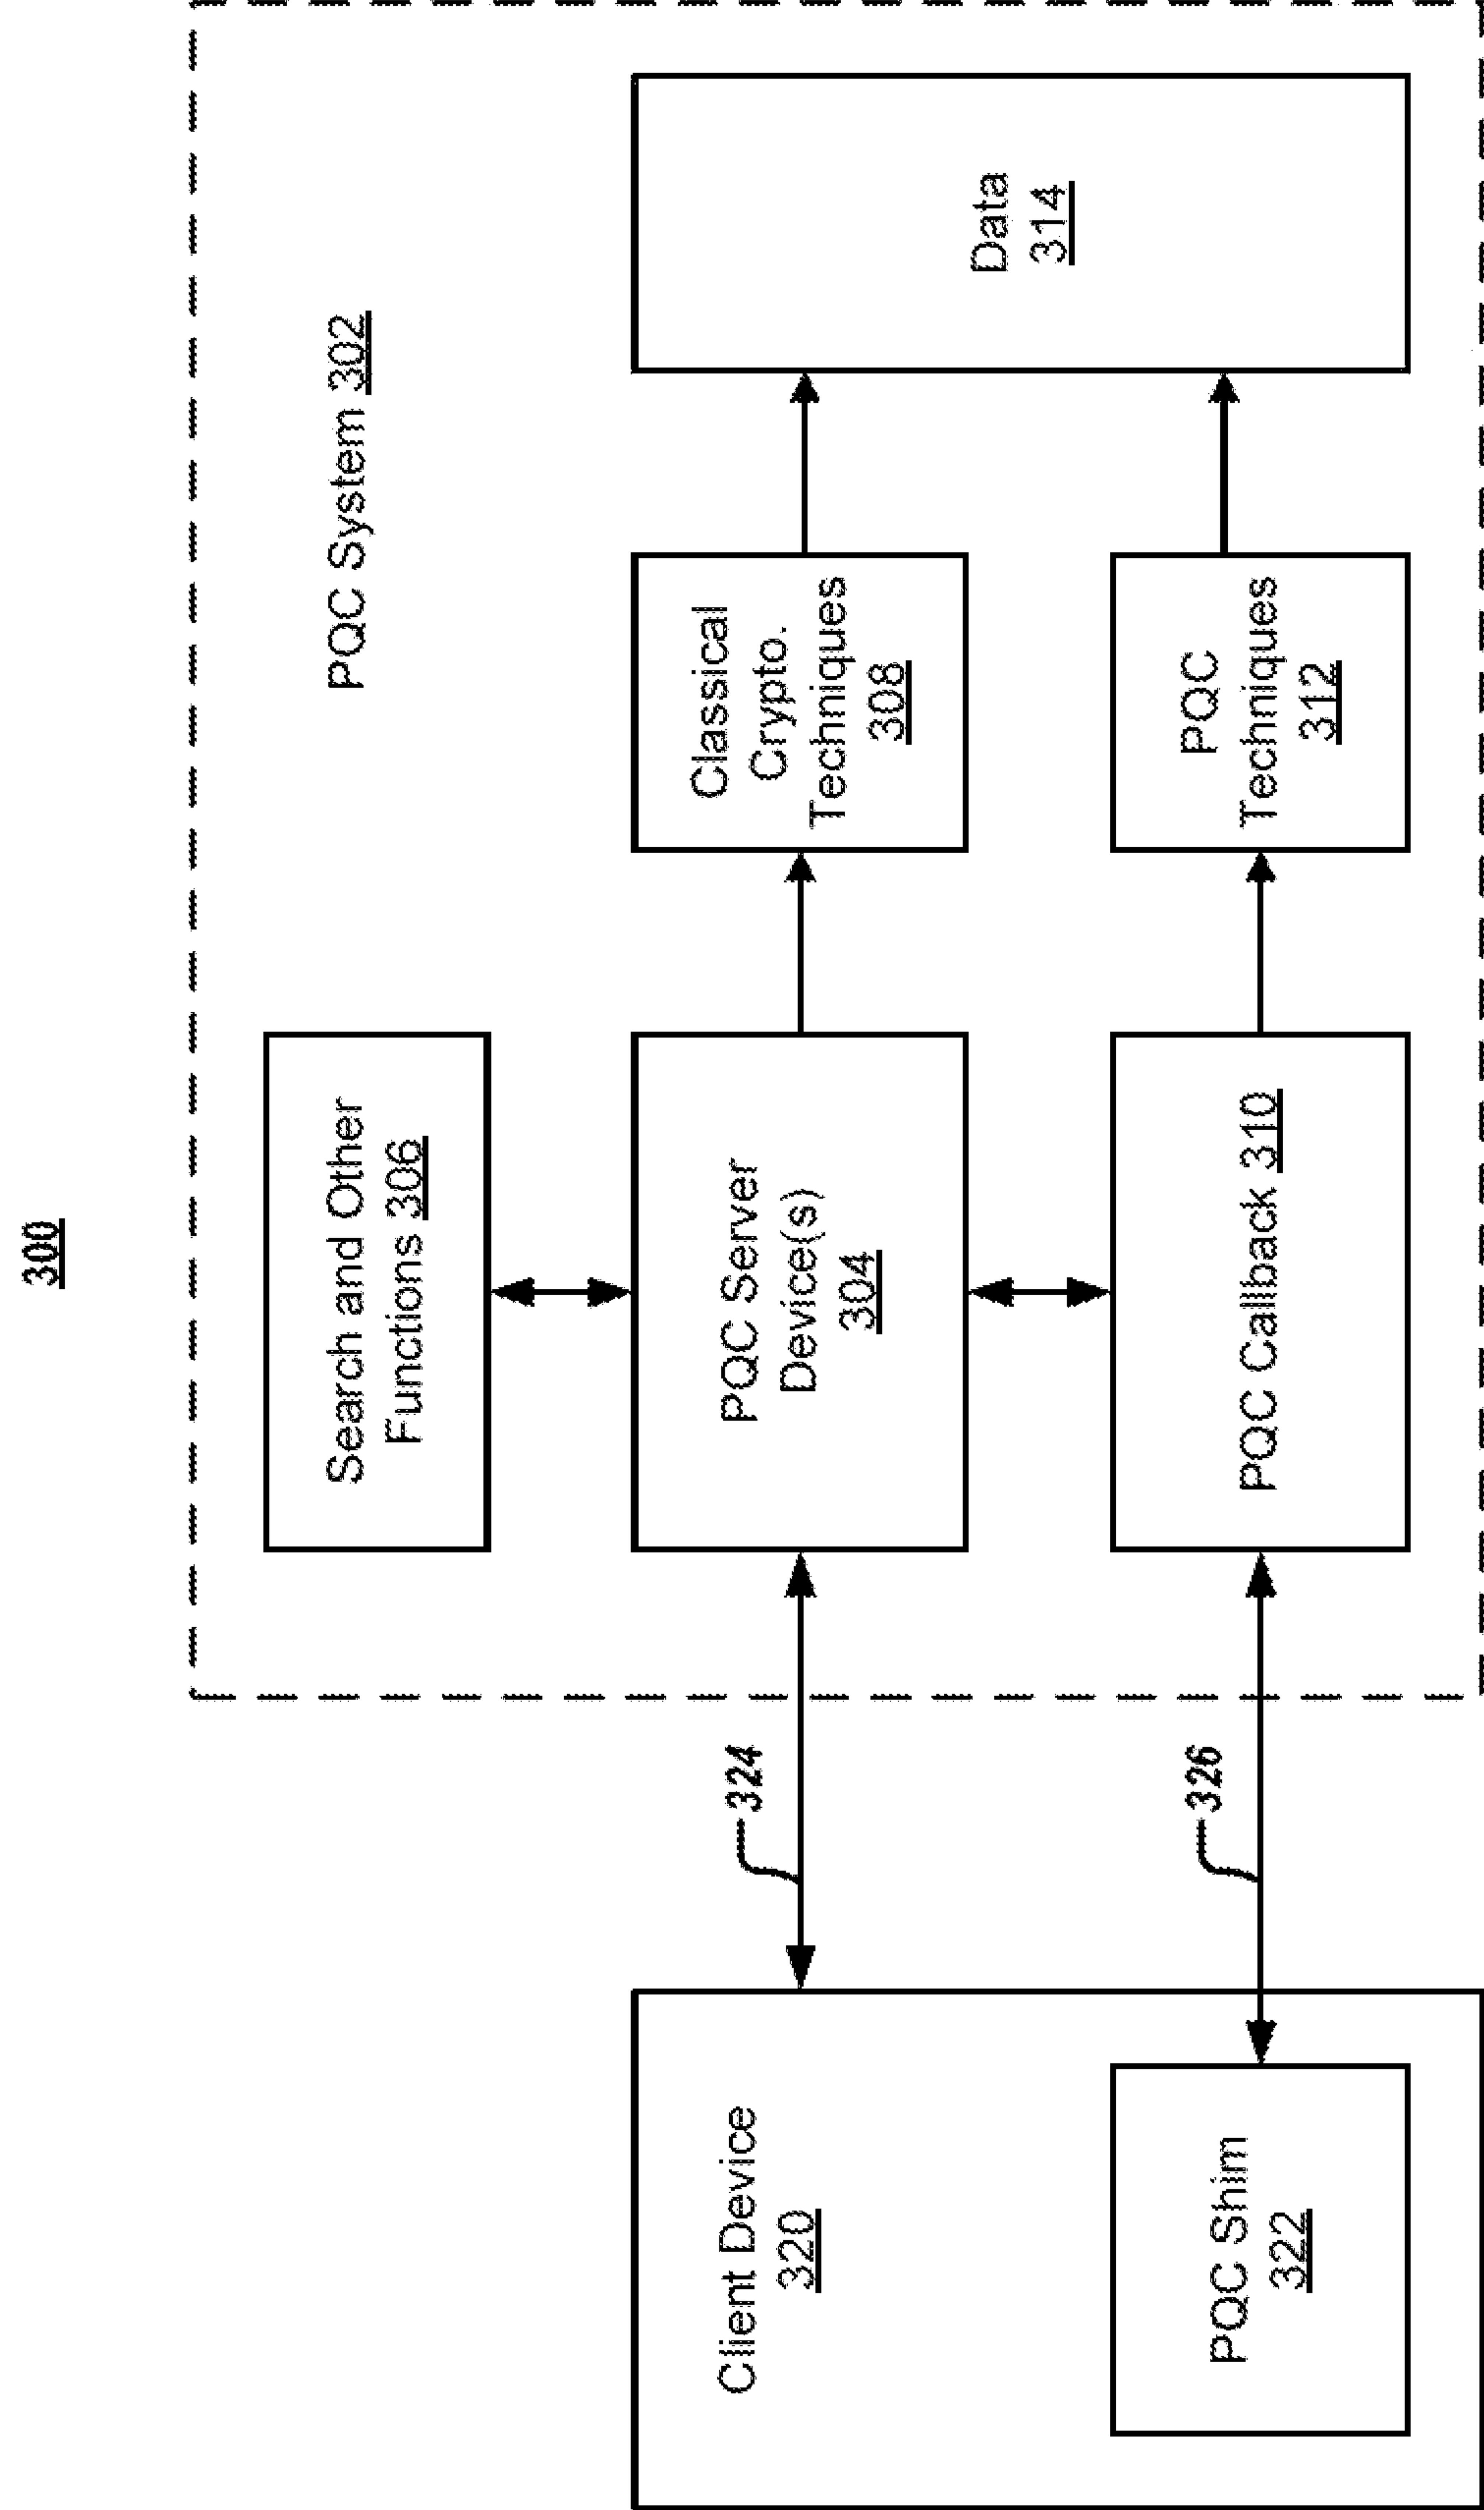 300
PQC System 302
Search and Other
Functions 306
Client Device
320
324
PQC Server
Device(s)
304
Classical
Crypto.
Techniques
308
Data
314
PQC Shim
322
326
PQC Callback 310
PQC
Techniques
312